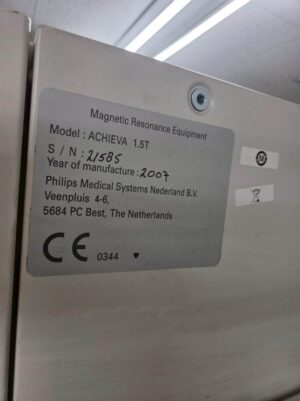 Magnetic Resonance Equipment
Model : ACHIEVA 1.5T
S / N : 21585
Year of manufacture : 2007
Philips Medical Systems Nederland B.V.
Veenpluis 4-6,
5684 PC Best, The Netherlands
CE 0344 ♥